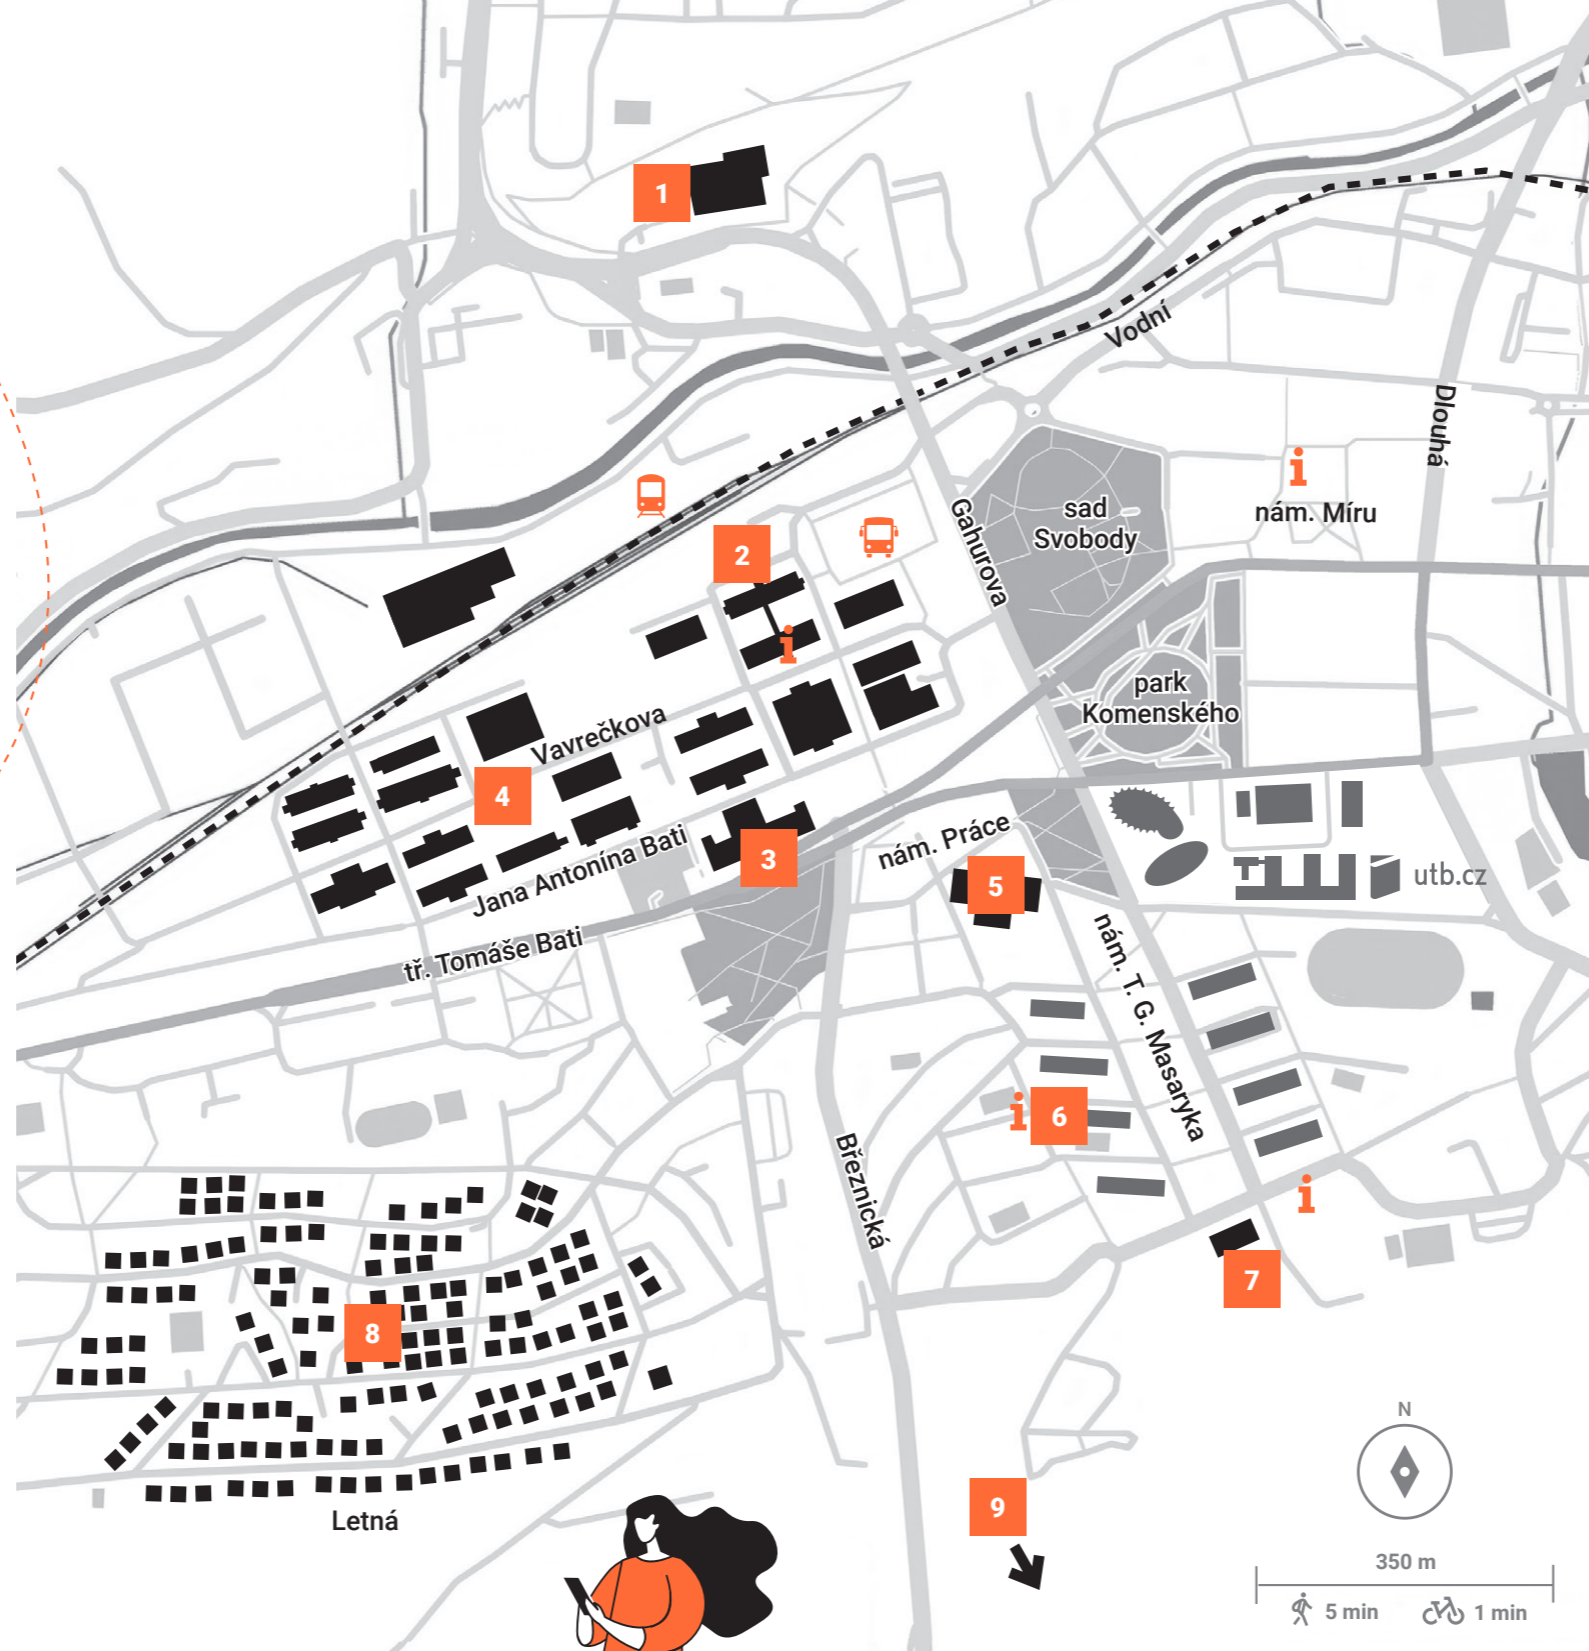 1
Vodní
Dlouhá
nám. Míru
sad
Svobody
Gahurova
2
park
Komenského
Vavrečkova
4
Jana Antonína Bati
3
nám. Práce
5
utb.cz
tř. Tomáše Bati
nám. T. G. Masaryka
6
Březnická
7
8
Letná
9
N
350 m
5 min
1 min